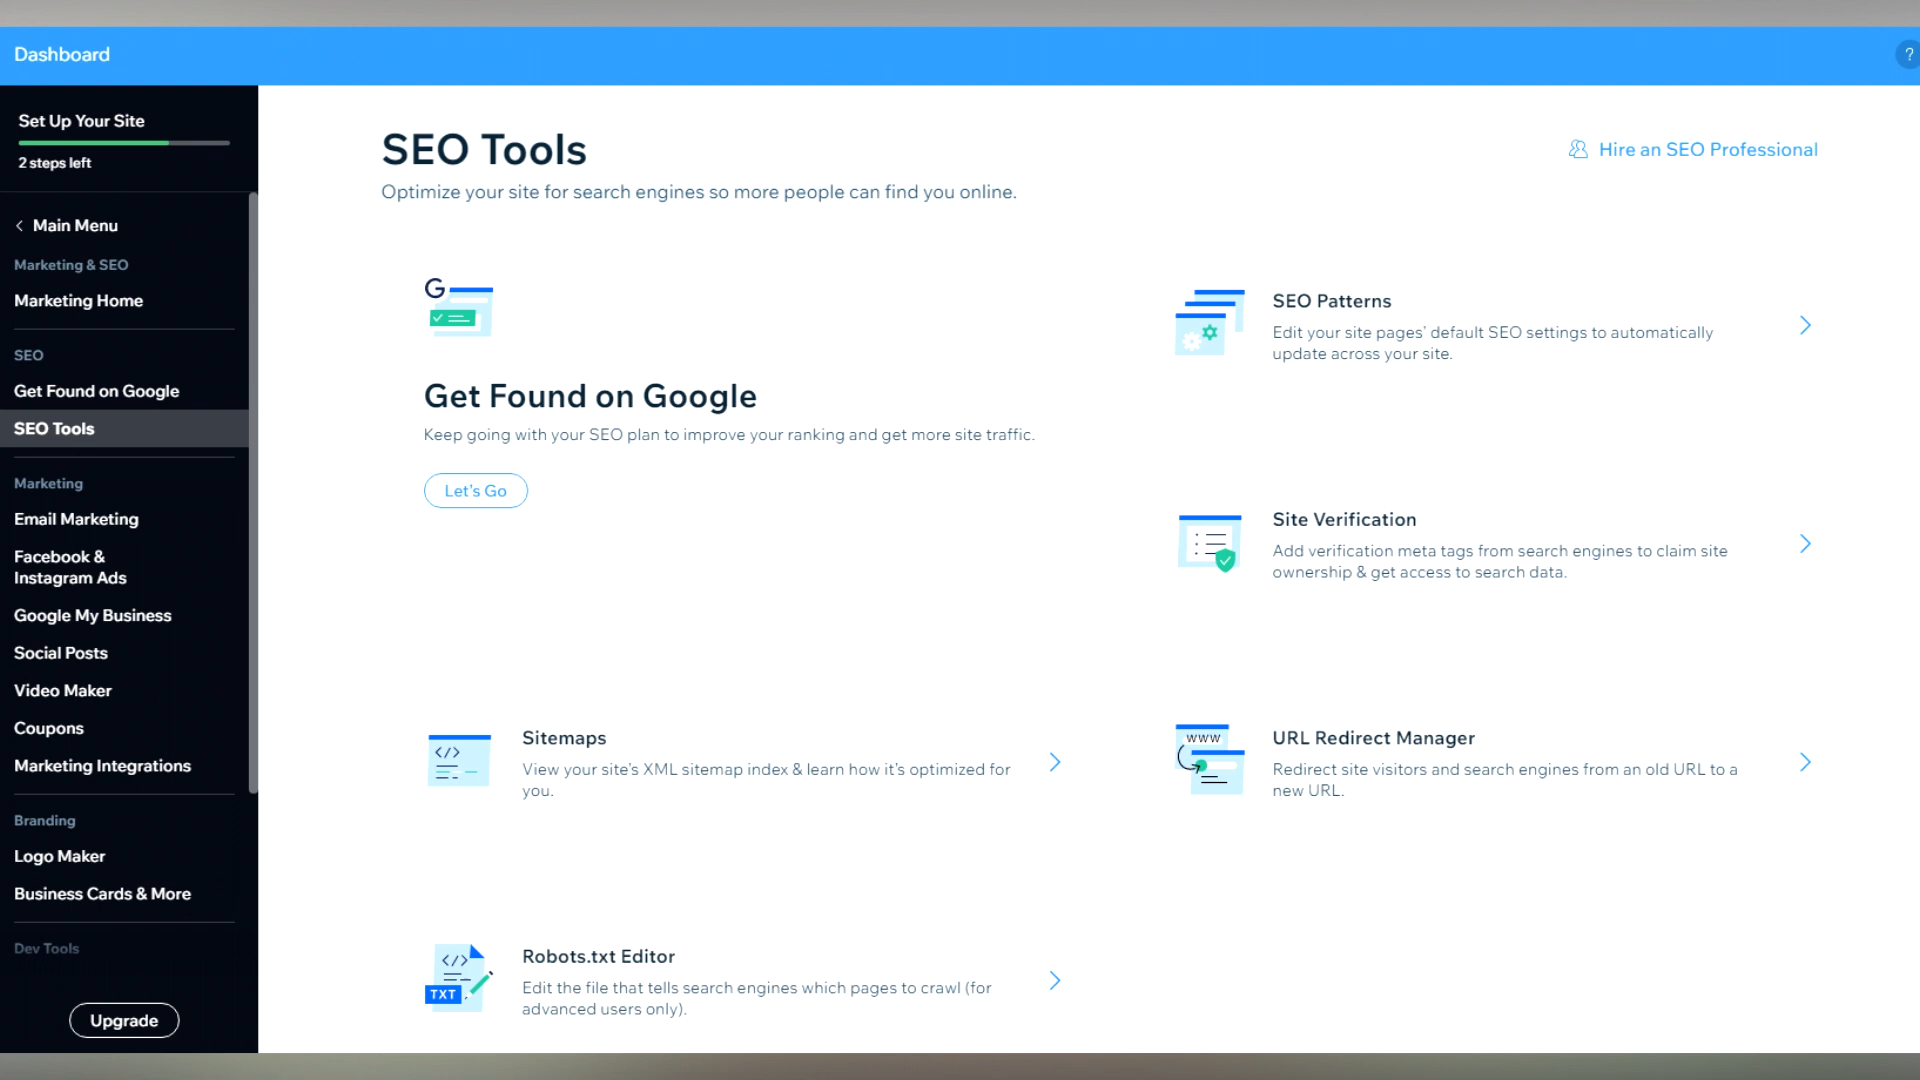 Dashboard
?
Set Up Your Site
2 steps left
Main Menu
Marketing & SEO
Marketing Home
SEO
Get Found on Google
SEO Tools
Marketing
Email Marketing
Facebook &
Instagram Ads
Google My Business
Social Posts
Video Maker
Coupons
Marketing Integrations
Branding
Logo Maker
Business Cards & More
Dev Tools
Upgrade
SEO Tools
Optimize your site for search engines so more people can find you online.
Hire an SEO Professional
G
Get Found on Google
Keep going with your SEO plan to improve your ranking and get more site traffic.
Let's Go
SEO Patterns
Edit your site pages' default SEO settings to automatically
update across your site.
Site Verification
Add verification meta tags from search engines to claim site
ownership & get access to search data.
</>
Sitemaps
View your site's XML sitemap index & learn how it's optimized for
you.
WWW
URL Redirect Manager
Redirect site visitors and search engines from an old URL to a
new URL.
</>
TXT
Robots.txt Editor
Edit the file that tells search engines which pages to crawl (for
advanced users only).